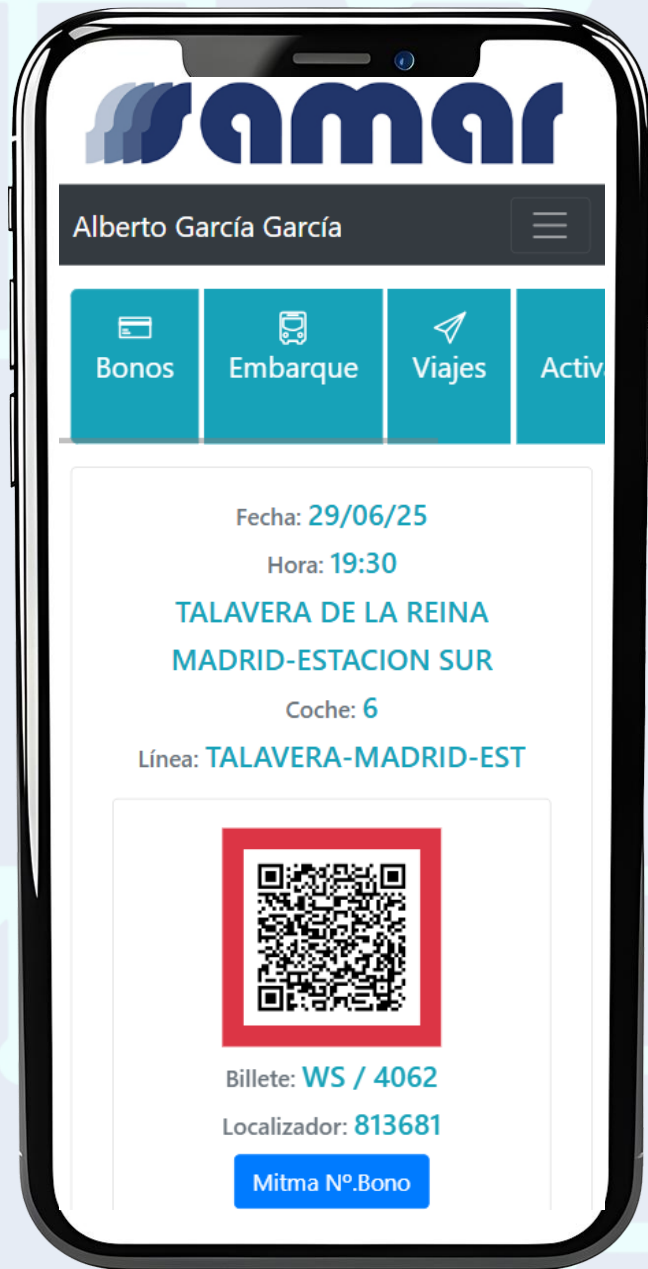 samar
Alberto García García
Bonos Embarque Viajes Activ
Fecha: 29/06/25
Hora: 19:30
TALAVERA DE LA REINA
MADRID-ESTACION SUR
Coche: 6
Línea: TALAVERA-MADRID-EST
Billete: WS / 4062
Localizador: 813681
Mitma Nº.Bono